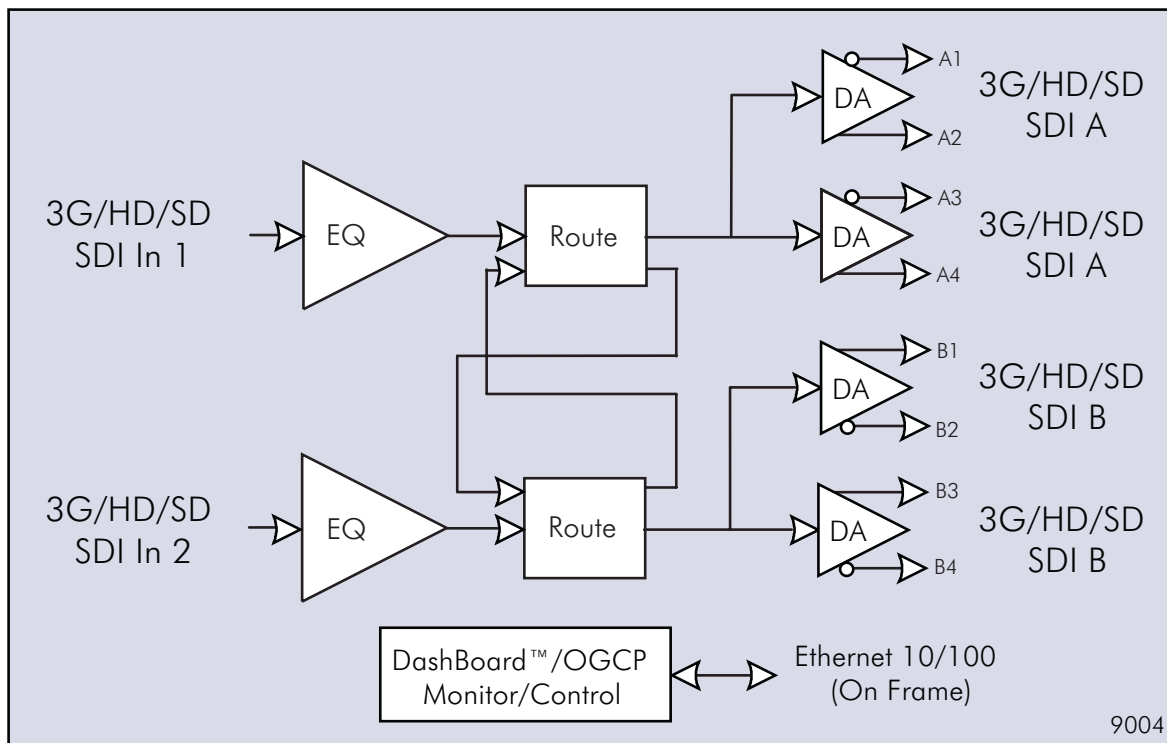 3G/HD/SD
SDI In 1
EQ
Route
DA
A1
A2
3G/HD/SD
SDI A
DA
A3
A4
3G/HD/SD
SDI A
3G/HD/SD
SDI In 2
EQ
Route
DA
B1
B2
3G/HD/SD
SDI B
DA
B3
B4
3G/HD/SD
SDI B
DashBoard™/OGCP
Monitor/Control
Ethernet 10/100
(On Frame)
9004